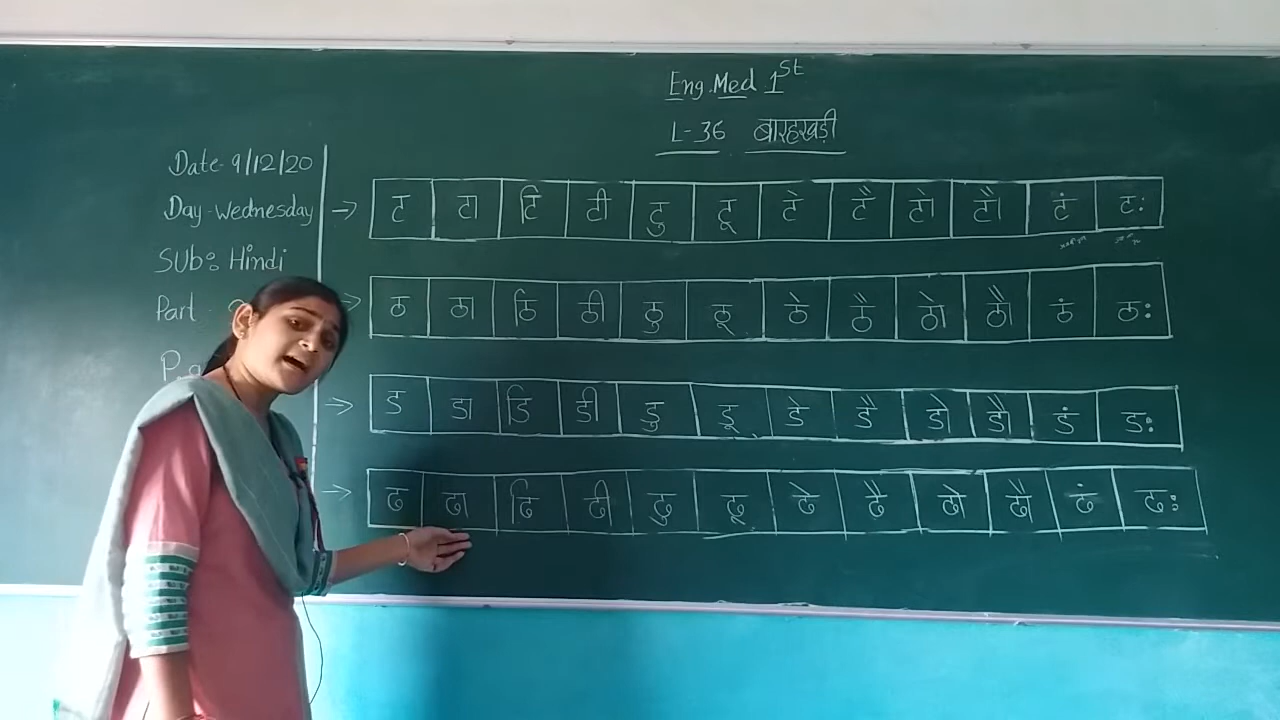 Eng.Med 1st
L-36 बारहखड़ी
Date-9/12/20
Day-Wednesday
SUb: Hindi
Part
→ ट टा टि टी टु टू टे टै टो टौ टं टः
→ ठ ठा ठि ठी ठु ठू ठे ठै ठो ठौ ठं ठः
→ ड डा डि डी डु डू डे डै डो डौ डं डः
→ ढ ढा ढि ढी ढु ढू ढे ढै ढो ढौ ढं ढः